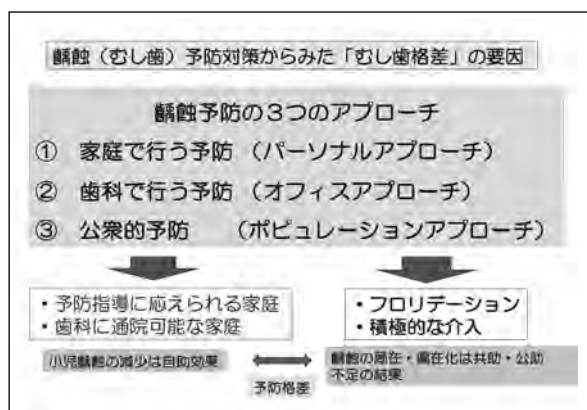 齲蝕（むし歯）予防対策からみた「むし歯格差」の要因
齲蝕予防の3つのアプローチ
① 家庭で行う予防（パーソナルアプローチ）
② 歯科で行う予防（オフィスアプローチ）
③ 公衆的予防 （ポピュレーションアプローチ）
・予防指導に応えられる家庭
・歯科に通院可能な家庭
・フロリデーション
・積極的な介入
小児齲蝕の減少は自助効果
予防格差
齲蝕の局在・偏在化は共助・公助
不足の結果